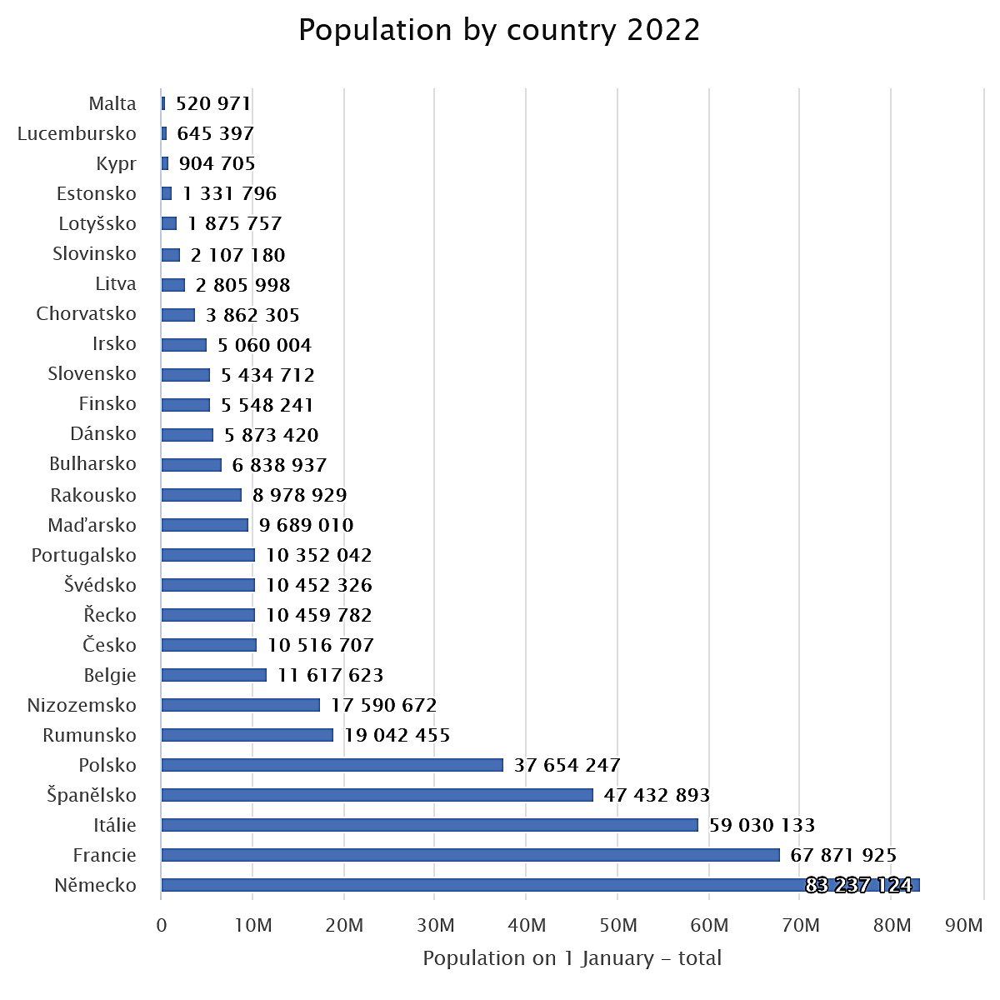 Population by country 2022
Malta 520 971
Lucembursko 645 397
Kypr 904 705
Estonsko 1 331 796
Lotyšsko 1 875 757
Slovinsko 2 107 180
Litva 2 805 998
Chorvatsko 3 862 305
Irsko 5 060 004
Slovensko 5 434 712
Finsko 5 548 241
Dánsko 5 873 420
Bulharsko 6 838 937
Rakousko 8 978 929
Maďarsko 9 689 010
Portugalsko 10 352 042
Švédsko 10 452 326
Řecko 10 459 782
Česko 10 516 707
Belgie 11 617 623
Nizozemsko 17 590 672
Rumunsko 19 042 455
Polsko 37 654 247
Španělsko 47 432 893
Itálie 59 030 133
Francie 67 871 925
Německo 83 237 124
0 10M 20M 30M 40M 50M 60M 70M 80M 90M
Population on 1 January – total